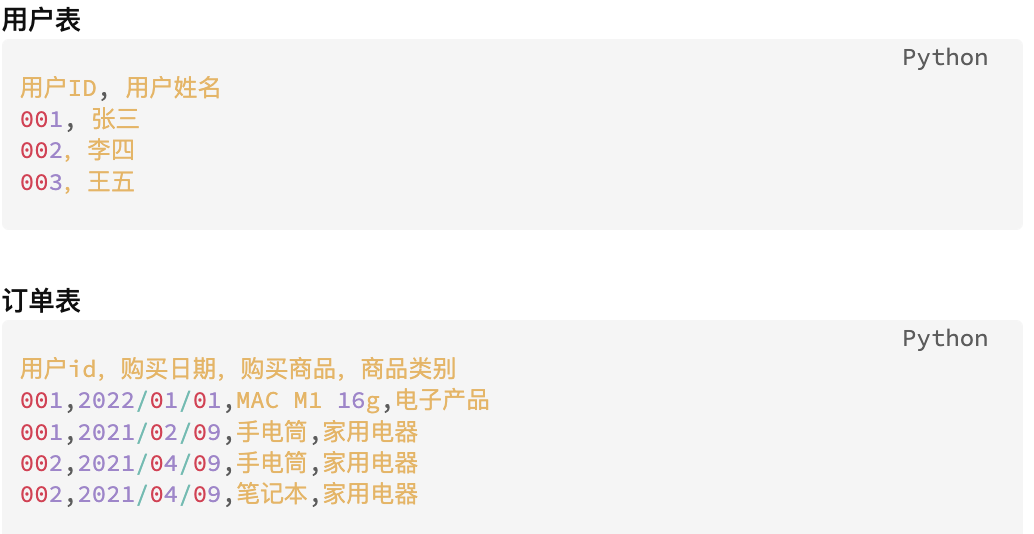 用户表
Python
用户ID, 用户姓名
001, 张三
002，李四
003，王五
订单表
Python
用户id，购买日期，购买商品，商品类别
001,2022/01/01,MAC M1 16g,电子产品
001,2021/02/09,手电筒,家用电器
002,2021/04/09,手电筒,家用电器
002,2021/04/09,笔记本,家用电器